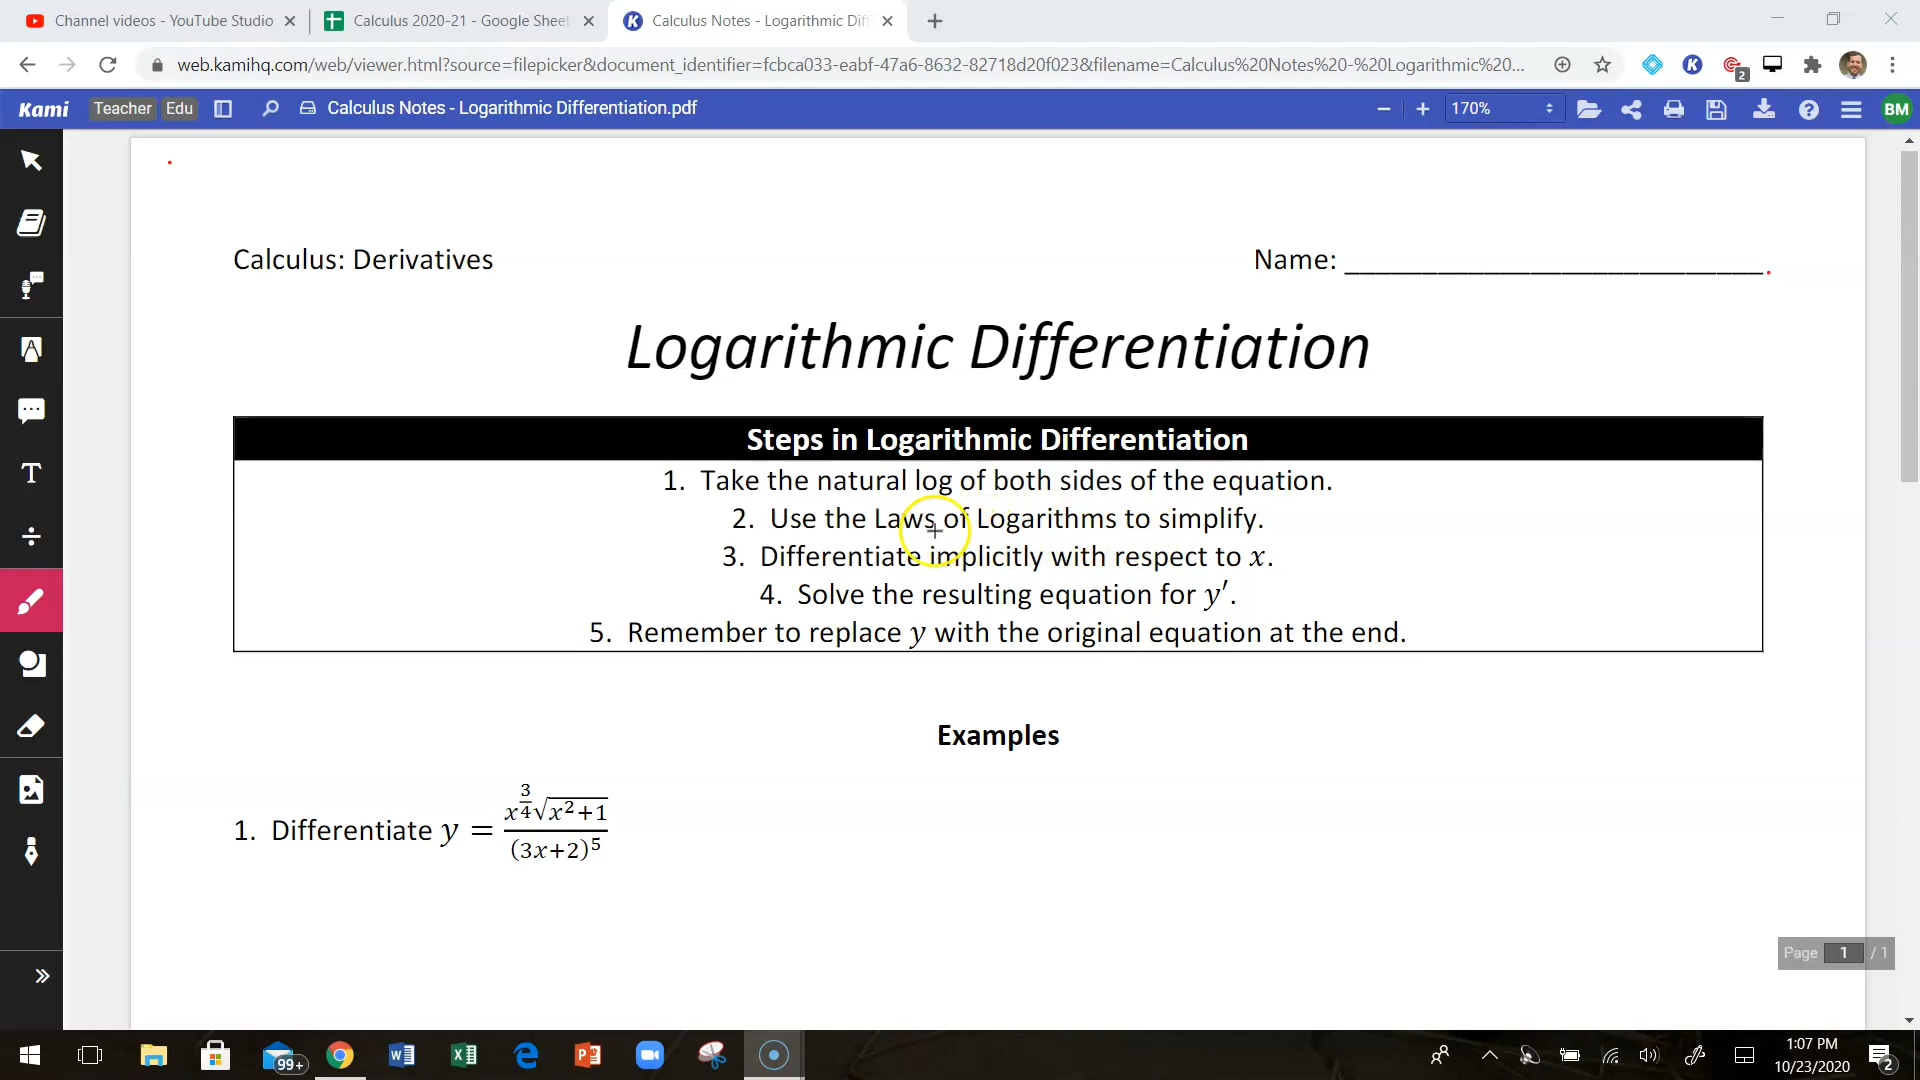 Channel videos - YouTube Studio
Calculus 2020-21 - Google Sheet
Calculus Notes - Logarithmic Diff
web.kamihq.com/web/viewer.html?source=filepicker&document_identifier=fcbca033-eabf-47a6-8632-82718d20f023&filename=Calculus%20Notes%20-%20Logarithmic%20...
2
Kami Teacher Edu Calculus Notes - Logarithmic Differentiation.pdf 170% BM
Calculus: Derivatives Name: ____________________________
Logarithmic Differentiation
Steps in Logarithmic Differentiation
1. Take the natural log of both sides of the equation.
2. Use the Laws of Logarithms to simplify.
3. Differentiate implicitly with respect to x.
4. Solve the resulting equation for y′.
5. Remember to replace y with the original equation at the end.
Examples
1. Differentiate y = x^(3/4)√(x²+1) / (3x+2)⁵
Page 1 / 1
99+
1:07 PM
10/23/2020
2